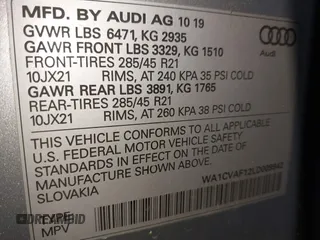 MFD. BY AUDI AG 10 19
GVWR LBS 6471, KG 2935
GAWR FRONT LBS 3329, KG 1510
FRONT-TIRES 285/45 R21
10JX21 RIMS, AT 240 KPA 35 PSI COLD
GAWR REAR LBS 3891, KG 1765
REAR-TIRES 285/45 R21
10JX21 RIMS, AT 260 KPA 38 PSI COLD
Audi
THIS VEHICLE CONFORMS TO ALL APPLICABLE
U.S. FEDERAL MOTOR VEHICLE SAFETY
STANDARDS IN EFFECT ON THE DATE OF
MANUFACTURE SHOWN ABOVE.
SLOVAKIA
TYPE
MPV